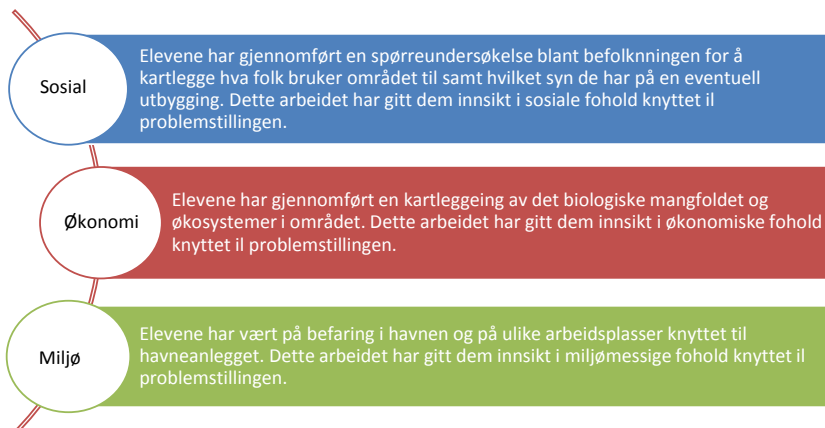 Sosial
Elevene har gjennomført en spørreundersøkelse blant befolknningen for å
kartlegge hva folk bruker området til samt hvilket syn de har på en eventuell
utbygging. Dette arbeidet har gitt dem innsikt i sosiale fohold knyttet il
problemstillingen.
Økonomi
Elevene har gjennomført en kartleggeing av det biologiske mangfoldet og
økosystemer i området. Dette arbeidet har gitt dem innsikt i økonomiske fohold
knyttet il problemstillingen.
Miljø
Elevene har vært på befaring i havnen og på ulike arbeidsplasser knyttet til
havneanlegget. Dette arbeidet har gitt dem innsikt i miljømessige fohold knyttet il
problemstillingen.